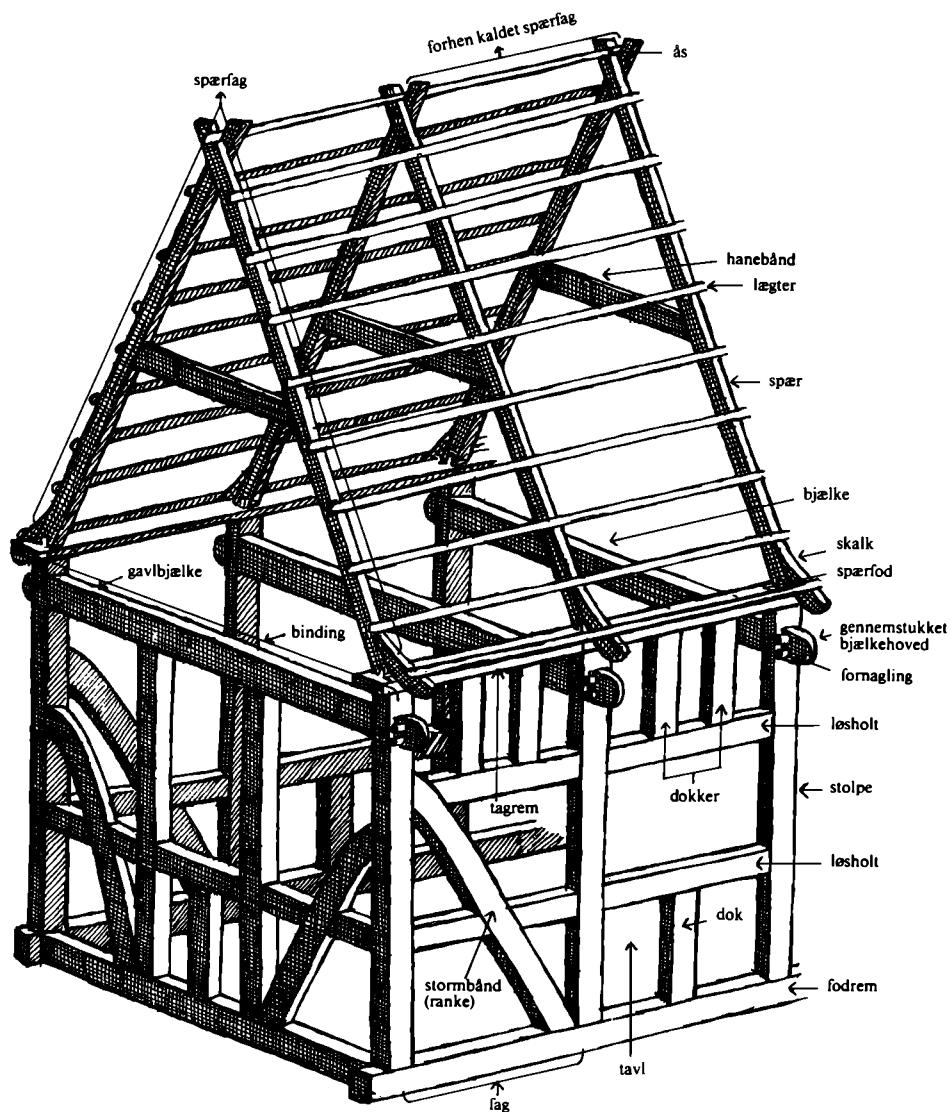 forhen kaldet spærfag
ås
spærfag
hanebånd
lægter
spær
bjælke
skalk
gavlbjælke
spærfod
binding
gennemstukket
bjælkehoved
fornagling
løsholt
tagrem
dokker
stolpe
løsholt
dok
stormbånd
(ranke)
fodrem
tavl
fag